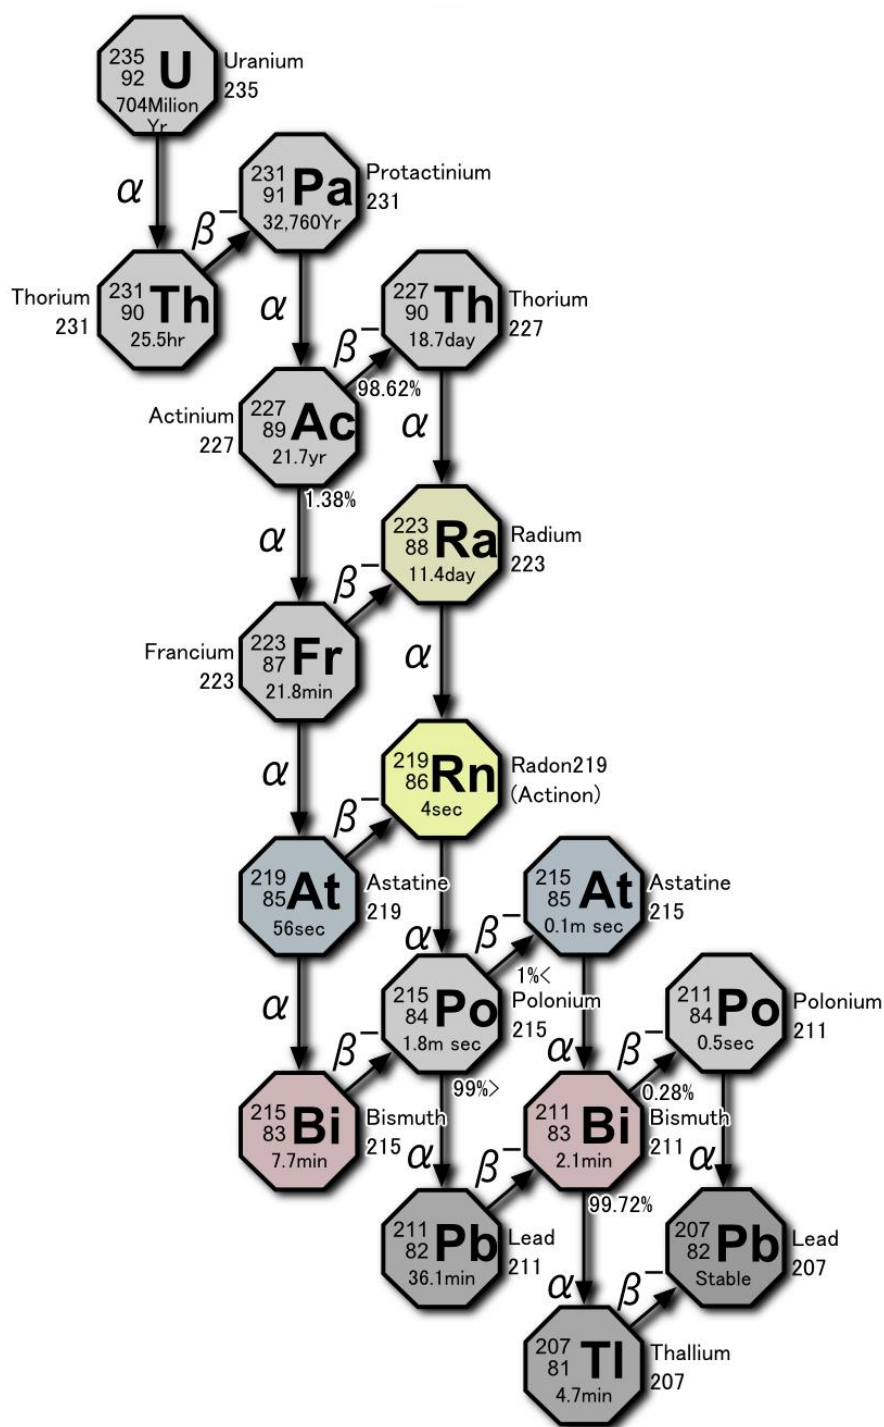 235
92 U
704Milion
Yr
Uranium
235
α
231
91 Pa
32,760Yr
Protactinium
231
β−
Thorium
231
231
90 Th
25.5hr
α
227
90 Th
18.7day
Thorium
227
β−
98.62%
Actinium
227
227
89 Ac
21.7yr
1.38%
α
α
223
88 Ra
11.4day
Radium
223
β−
Francium
223
223
87 Fr
21.8min
α
α
219
86 Rn
4sec
Radon219
(Actinon)
β−
219
85 At
56sec
Astatine
219
α
215
85 At
0.1m sec
Astatine
215
β−
1%<
α
215
84 Po
1.8m sec
Polonium
215
99%>
β−
α
211
84 Po
0.5sec
Polonium
211
β−
0.28%
215
83 Bi
7.7min
Bismuth
215
α
211
83 Bi
2.1min
Bismuth
211
99.72%
β−
α
211
82 Pb
36.1min
Lead
211
α
207
82 Pb
Stable
Lead
207
β−
207
81 Tl
4.7min
Thallium
207